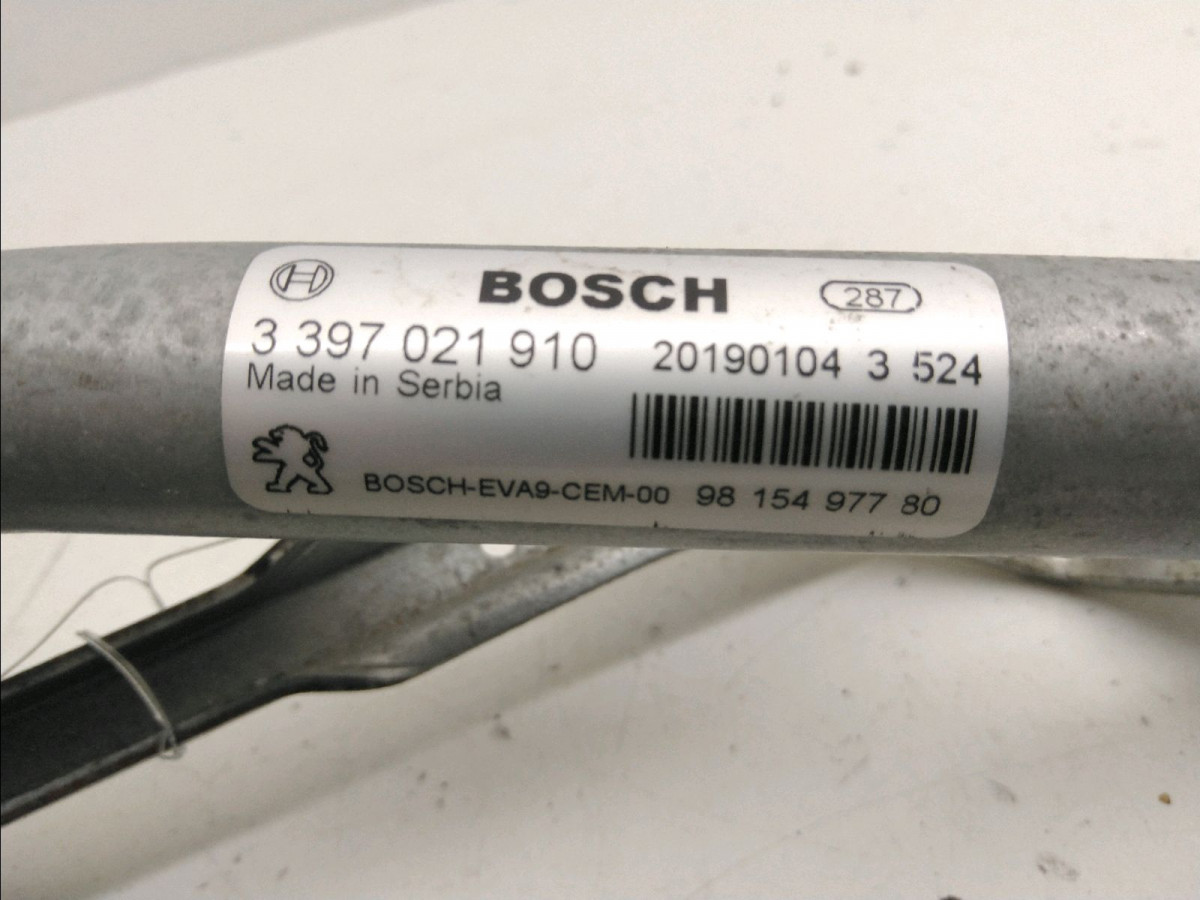 BOSCH 287
3 397 021 910 20190104 3 524
Made in Serbia
BOSCH-EVA9-CEM-00 98 154 977 80